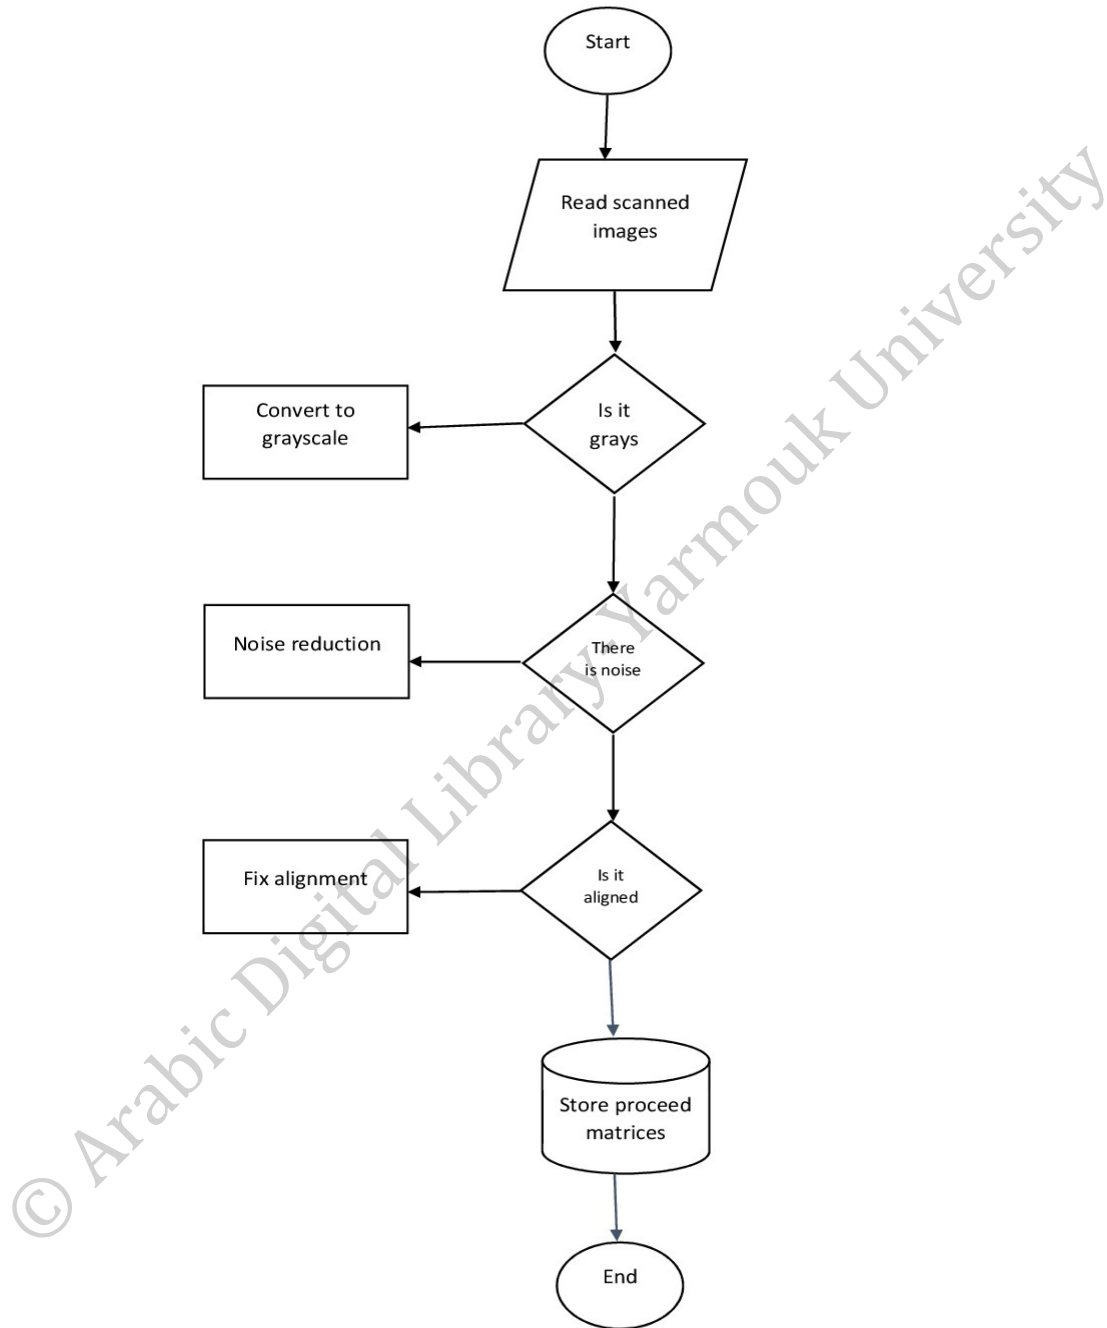 Start
Read scanned
images
Convert to
grayscale
Is it
grays
Noise reduction
There
is noise
Fix alignment
Is it
aligned
Store proceed
matrices
End
© Arabic Digital Library-Yarmouk University